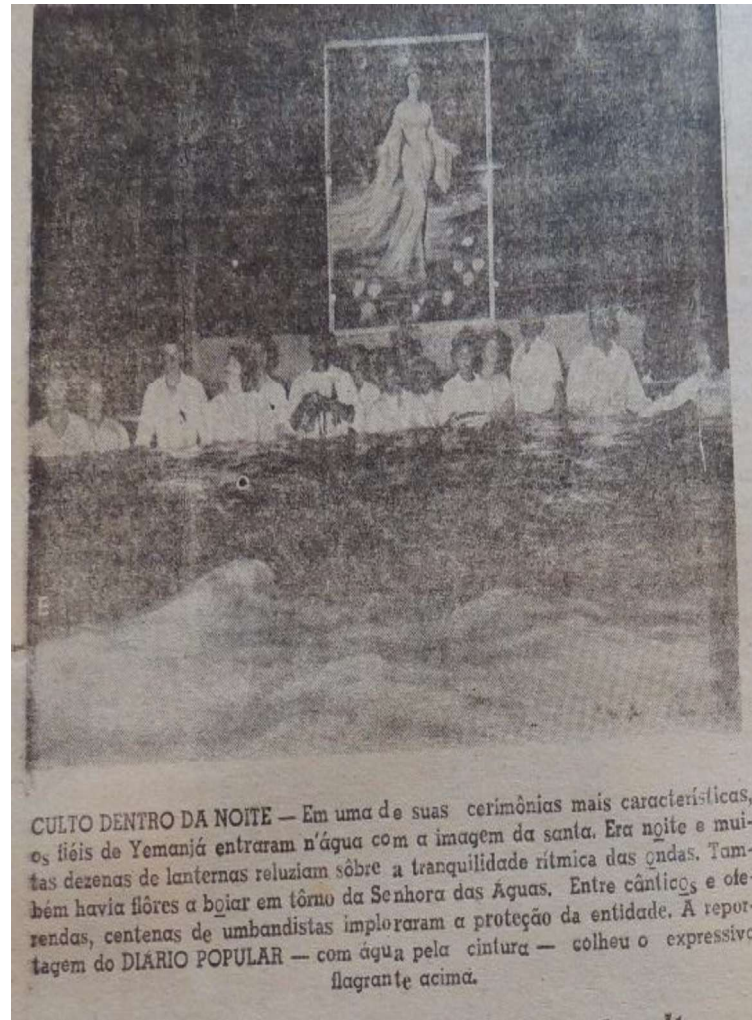 CULTO DENTRO DA NOITE — Em uma de suas cerimônias mais características,
os fiéis de Yemanjá entraram n'água com a imagem da santa. Era noite e mui-
tas dezenas de lanternas reluziam sôbre a tranquilidade rítmica das ondas. Tam-
bém havia flôres a boiar em tôrno da Senhora das Águas. Entre cânticos e ofe-
rendas, centenas de umbandistas imploraram a proteção da entidade. A repor-
tagem do DIÁRIO POPULAR — com água pela cintura — colheu o expressivo
flagrante acima.